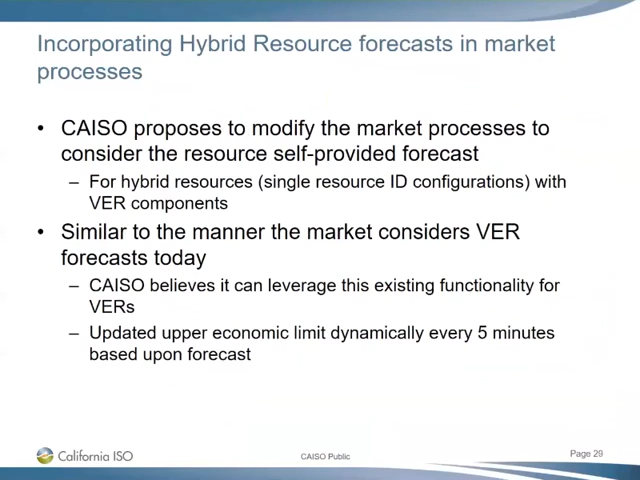 Incorporating Hybrid Resource forecasts in market
processes
• CAISO proposes to modify the market processes to
consider the resource self-provided forecast
– For hybrid resources (single resource ID configurations) with
VER components
• Similar to the manner the market considers VER
forecasts today
– CAISO believes it can leverage this existing functionality for
VERs
– Updated upper economic limit dynamically every 5 minutes
based upon forecast
California ISO
CAISO Public
Page 29